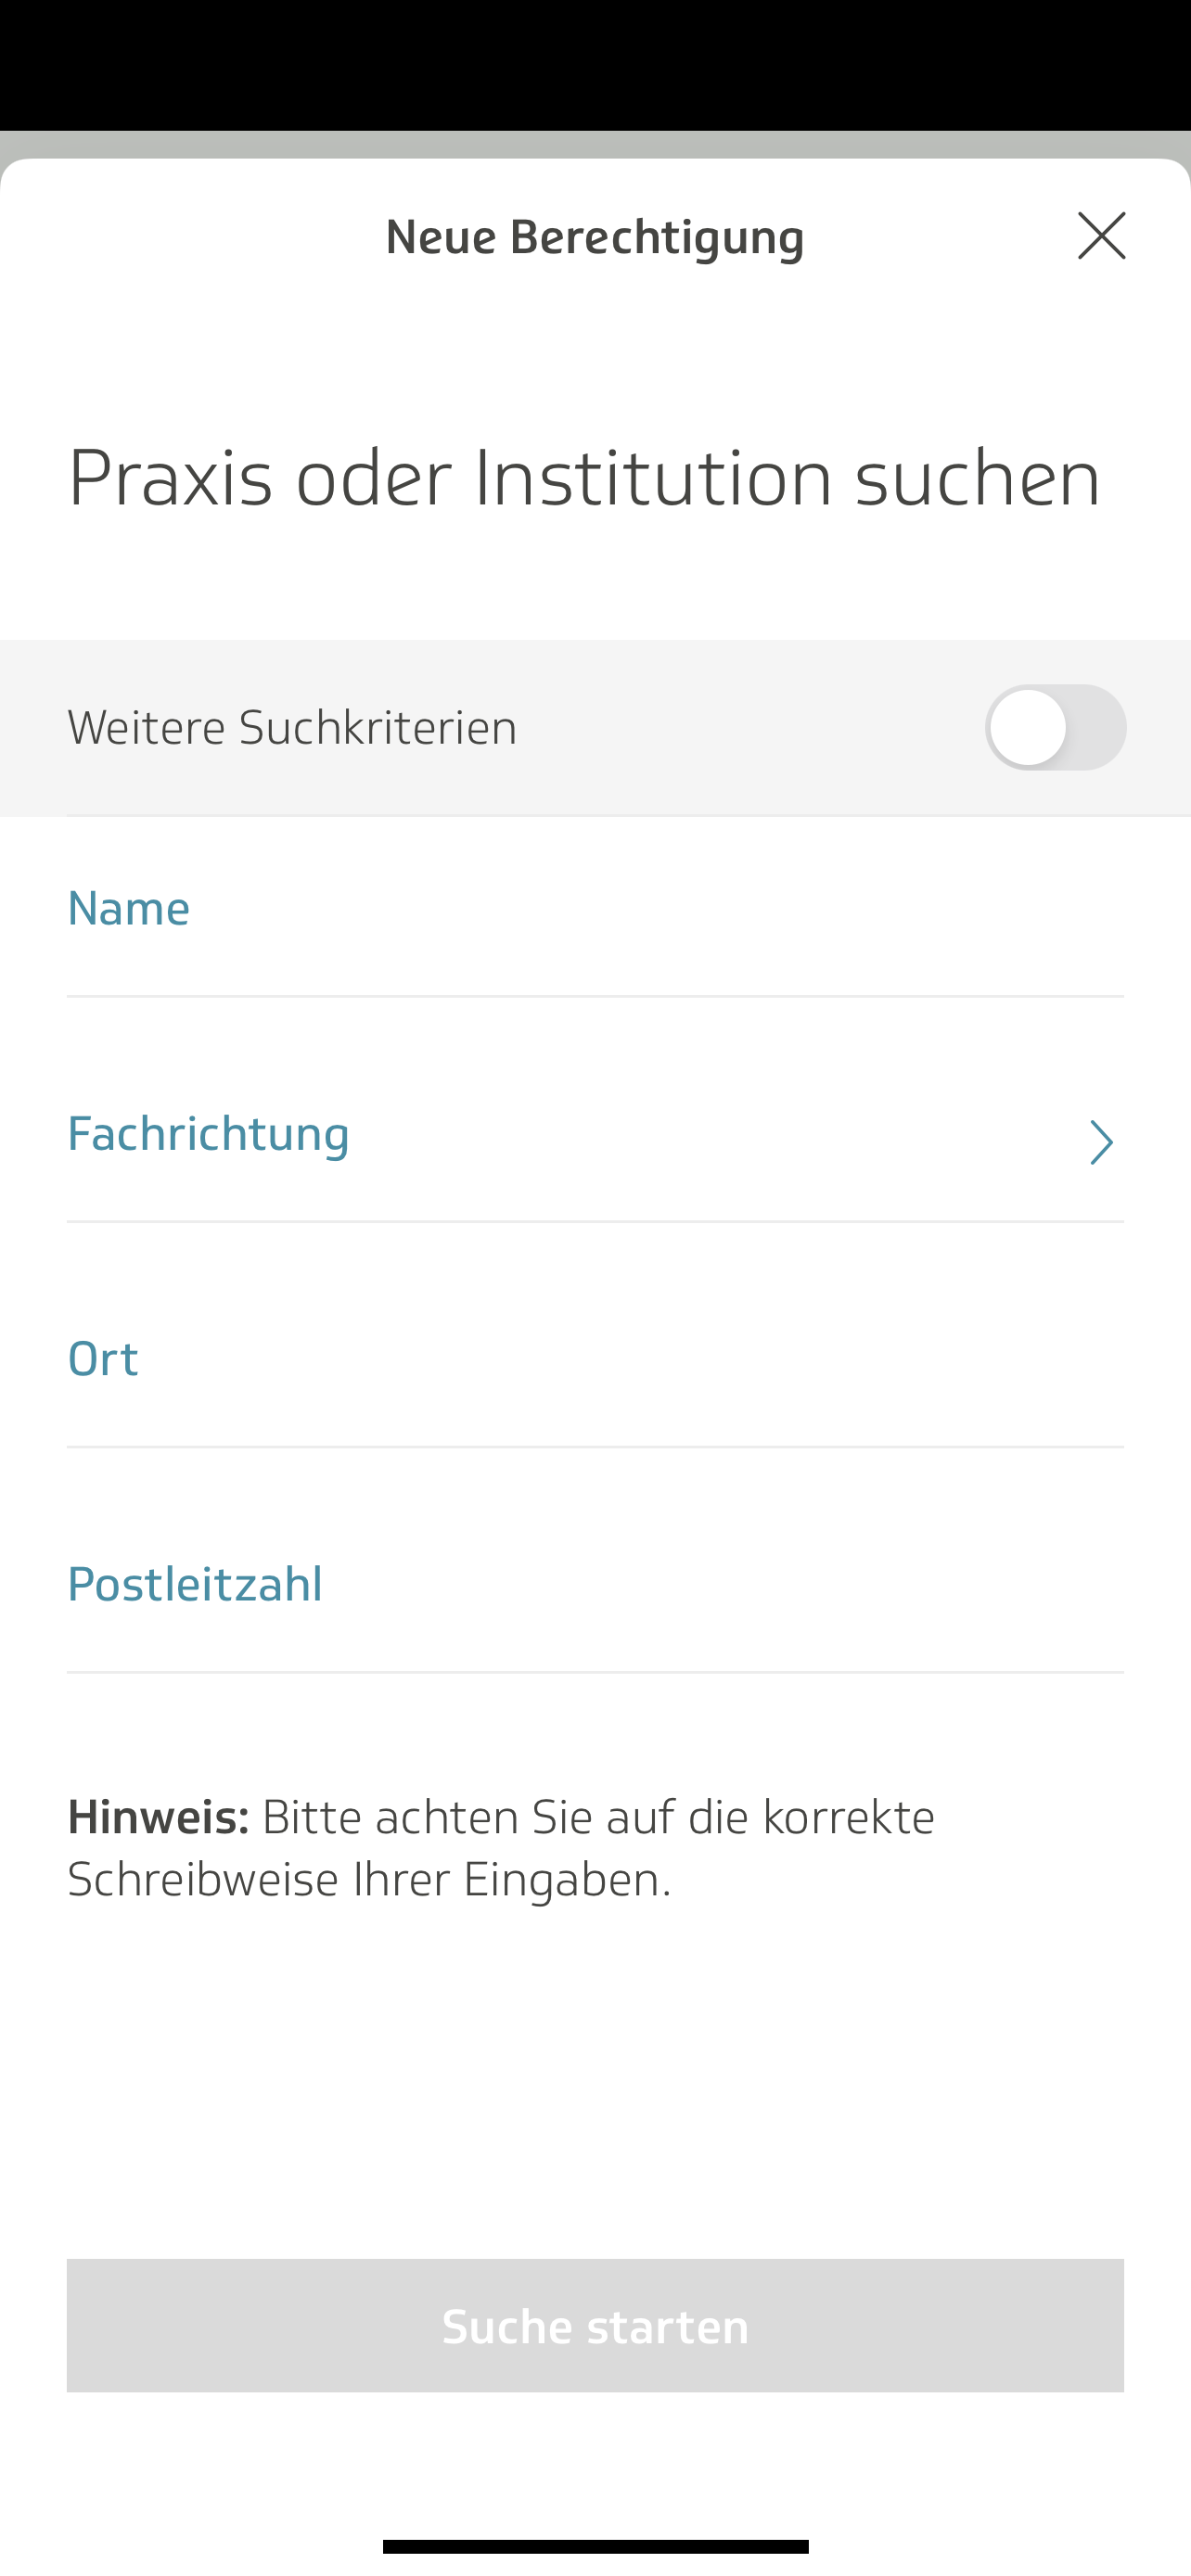 Neue Berechtigung
Praxis oder Institution suchen
Weitere Suchkriterien
Name
Fachrichtung
Ort
Postleitzahl
Hinweis: Bitte achten Sie auf die korrekte
Schreibweise Ihrer Eingaben.
Suche starten